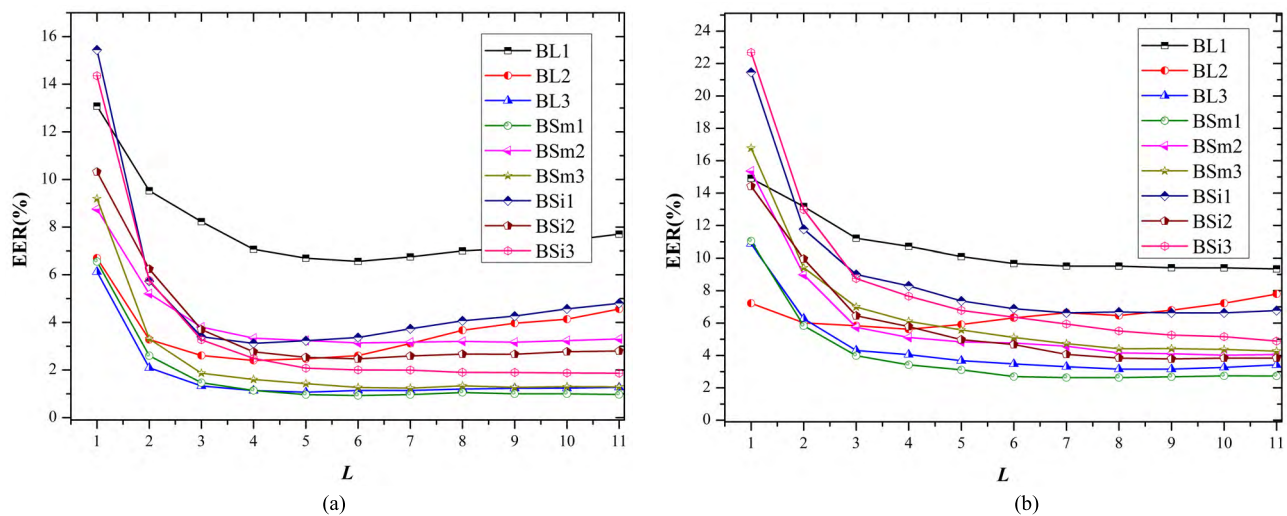 16
14
12
10
8
6
4
2
0
EER(%)
1 2 3 4 5 6 7 8 9 10 11
L
BL1
BL2
BL3
BSm1
BSm2
BSm3
BSi1
BSi2
BSi3
(a)
24
22
20
18
16
14
12
10
8
6
4
2
0
EER(%)
1 2 3 4 5 6 7 8 9 10 11
L
BL1
BL2
BL3
BSm1
BSm2
BSm3
BSi1
BSi2
BSi3
(b)